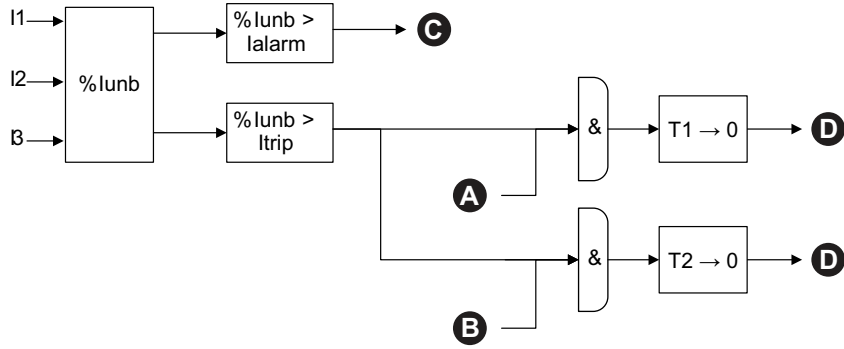 I1
I2
I3
%Iunb
%Iunb >
Ialarm
C
%Iunb >
Itrip
&
T1 → 0
D
A
&
T2 → 0
D
B